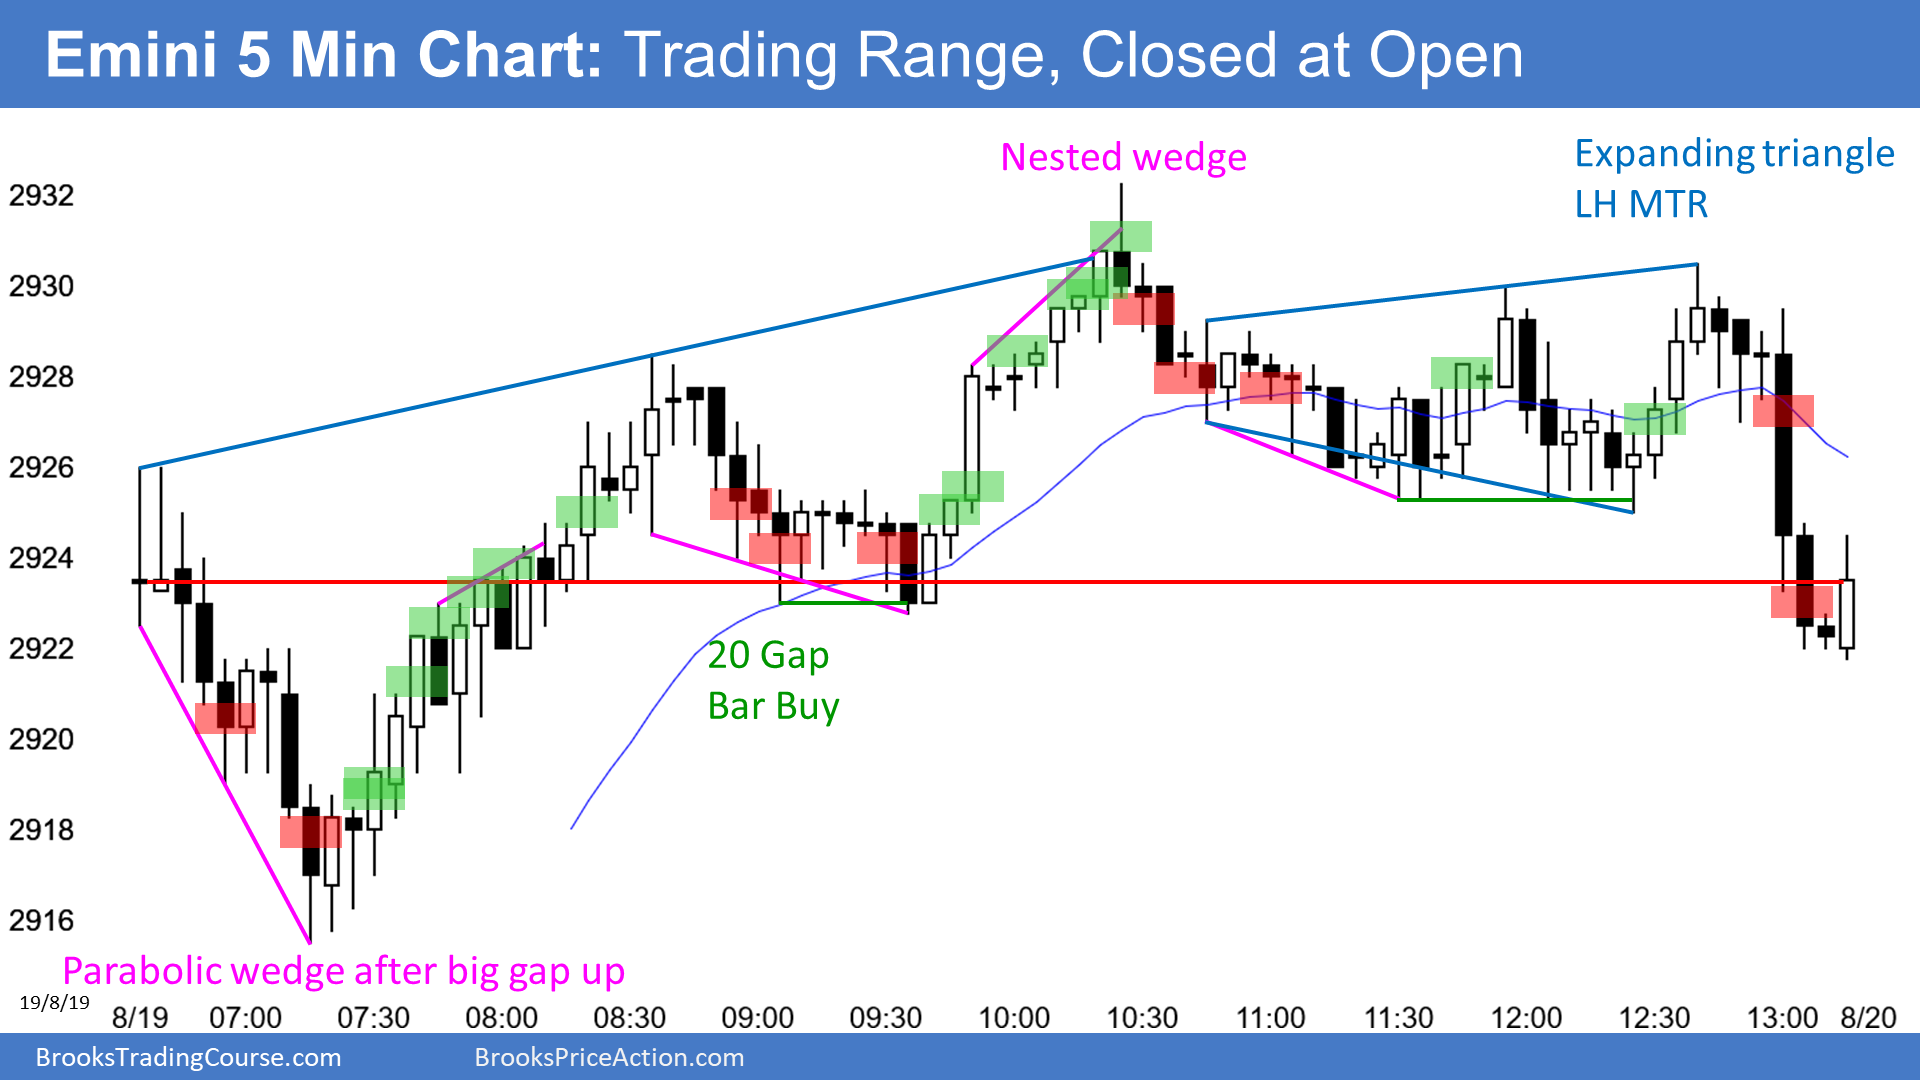 Emini 5 Min Chart: Trading Range, Closed at Open
Nested wedge
Expanding triangle
LH MTR
2932
2930
2928
2926
2924
2922
2920
2918
2916
20 Gap
Bar Buy
Parabolic wedge after big gap up
19/8/19
8/19 07:00 07:30 08:00 08:30 09:00 09:30 10:00 10:30 11:00 11:30 12:00 12:30 13:00 8/20
BrooksTradingCourse.com BrooksPriceAction.com